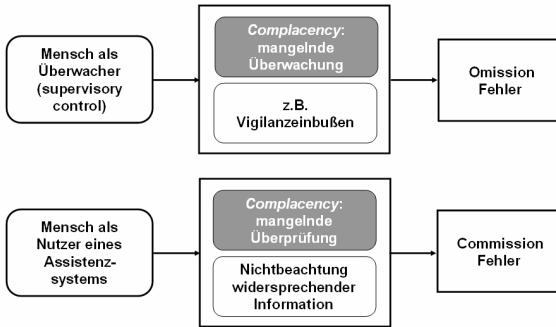 Mensch als
Überwacher
(supervisory
control)
Complacency:
mangelnde
Überwachung
z.B.
Vigilanzeinbußen
Omission
Fehler
Mensch als
Nutzer eines
Assistenz-
systems
Complacency:
mangelnde
Überprüfung
Nichtbeachtung
widersprechender
Information
Commission
Fehler